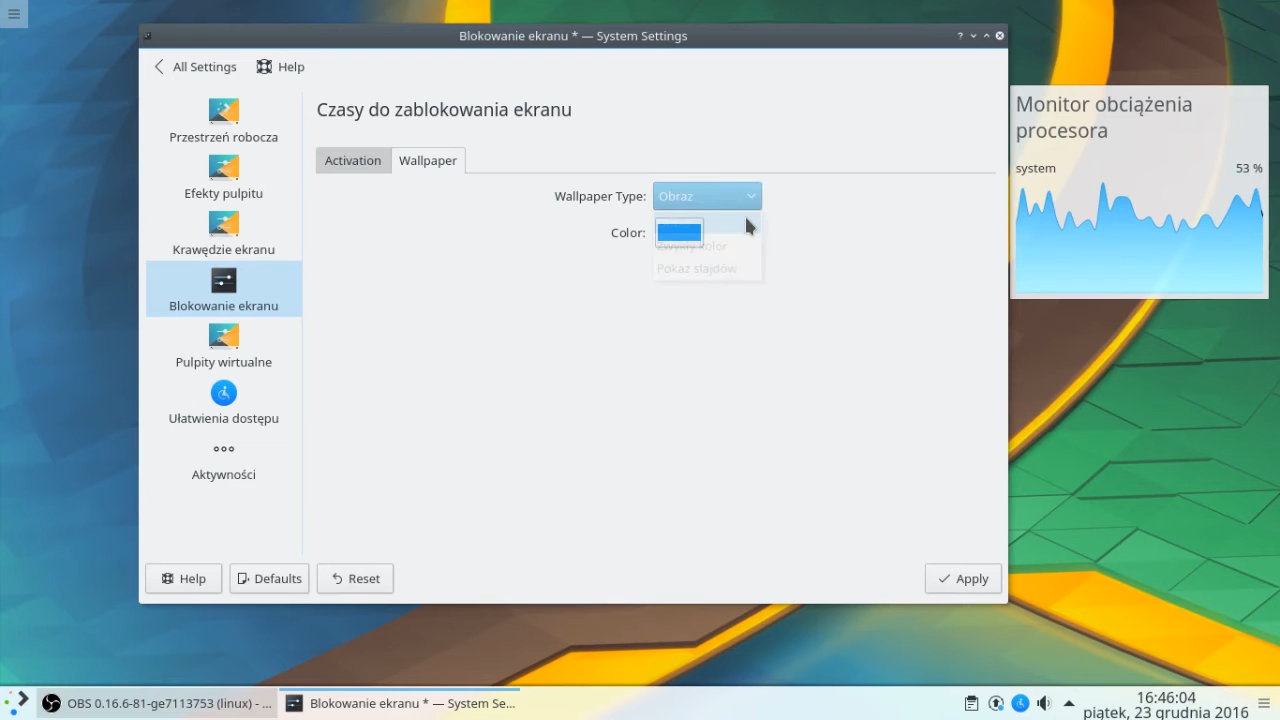 Blokowanie ekranu * — System Settings
All Settings
Help
Przestrzeń robocza
Efekty pulpitu
Krawędzie ekranu
Blokowanie ekranu
Pulpity wirtualne
Ułatwienia dostępu
Aktywności
Czasy do zablokowania ekranu
Activation
Wallpaper
Wallpaper Type:
Obraz
Color:
Zwykły kolor
Pokaz slajdów
Help
Defaults
Reset
Apply
Monitor obciążenia
procesora
system
53 %
OBS 0.16.6-81-ge7113753 (linux) - ...
Blokowanie ekranu * — System Se...
16:46:04
piątek, 23 grudnia 2016